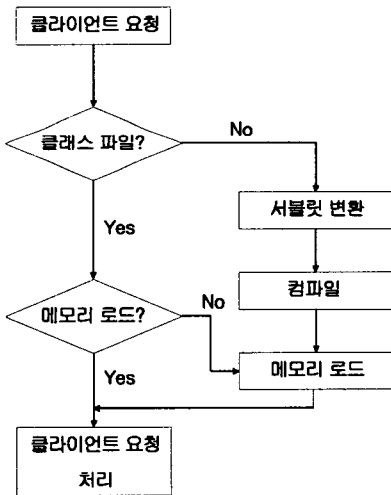 클라이언트 요청
클래스 파일?
No
Yes
서블릿 변환
컴파일
메모리 로드?
No
메모리 로드
Yes
클라이언트 요청
처리